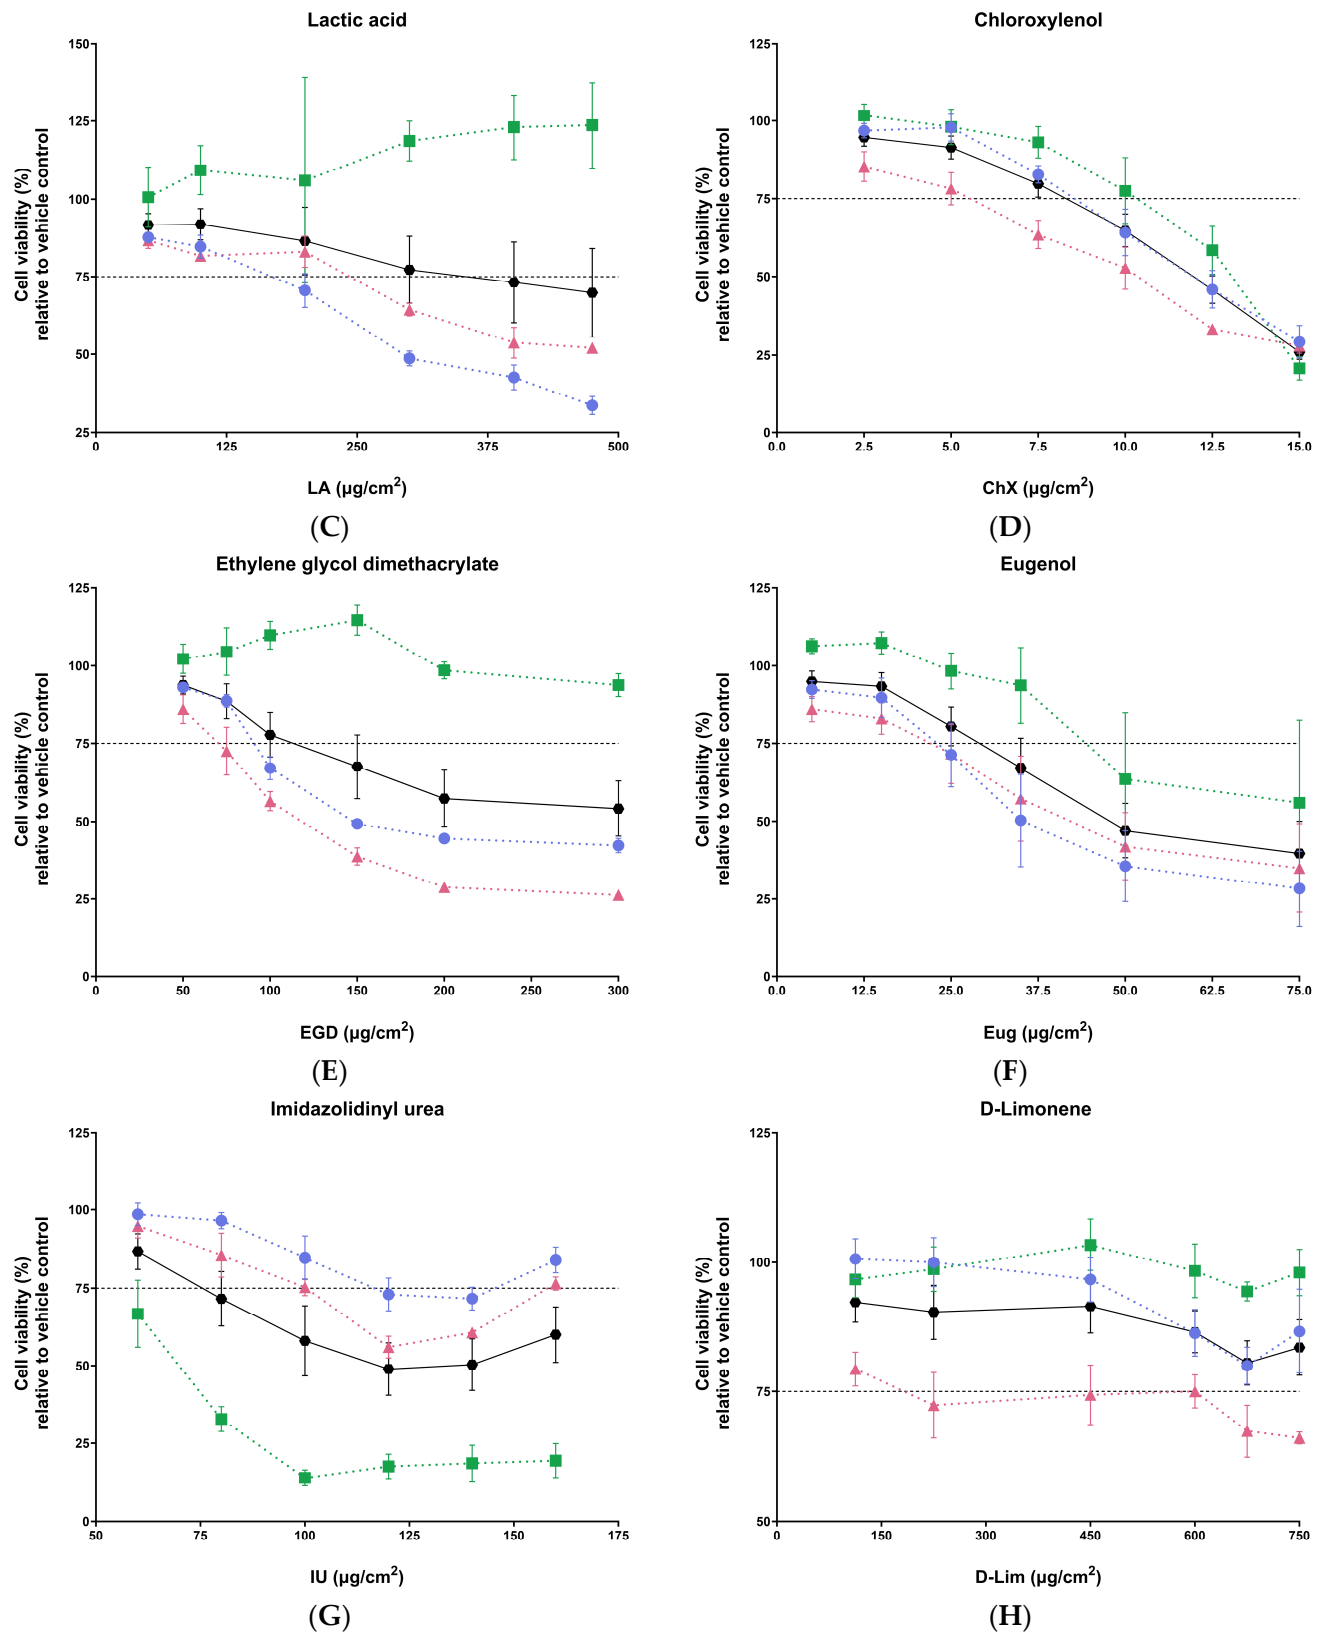 Lactic acid
150
125
100
75
50
25
0
125
250
375
500
Cell viability (%)
relative to vehicle control
LA (µg/cm2)
(C)
Chloroxylenol
125
100
75
50
25
0
0.0
2.5
5.0
7.5
10.0
12.5
15.0
Cell viability (%)
relative to vehicle control
ChX (µg/cm2)
(D)
Ethylene glycol dimethacrylate
125
100
75
50
25
0
0
50
100
150
200
250
300
Cell viability (%)
relative to vehicle control
EGD (µg/cm2)
(E)
Eugenol
125
100
75
50
25
0
0.0
12.5
25.0
37.5
50.0
62.5
75.0
Cell viability (%)
relative to vehicle control
Eug (µg/cm2)
(F)
Imidazolidinyl urea
125
100
75
50
25
0
50
75
100
125
150
175
Cell viability (%)
relative to vehicle control
IU (µg/cm2)
(G)
D-Limonene
125
100
75
50
0
150
300
450
600
750
Cell viability (%)
relative to vehicle control
D-Lim (µg/cm2)
(H)